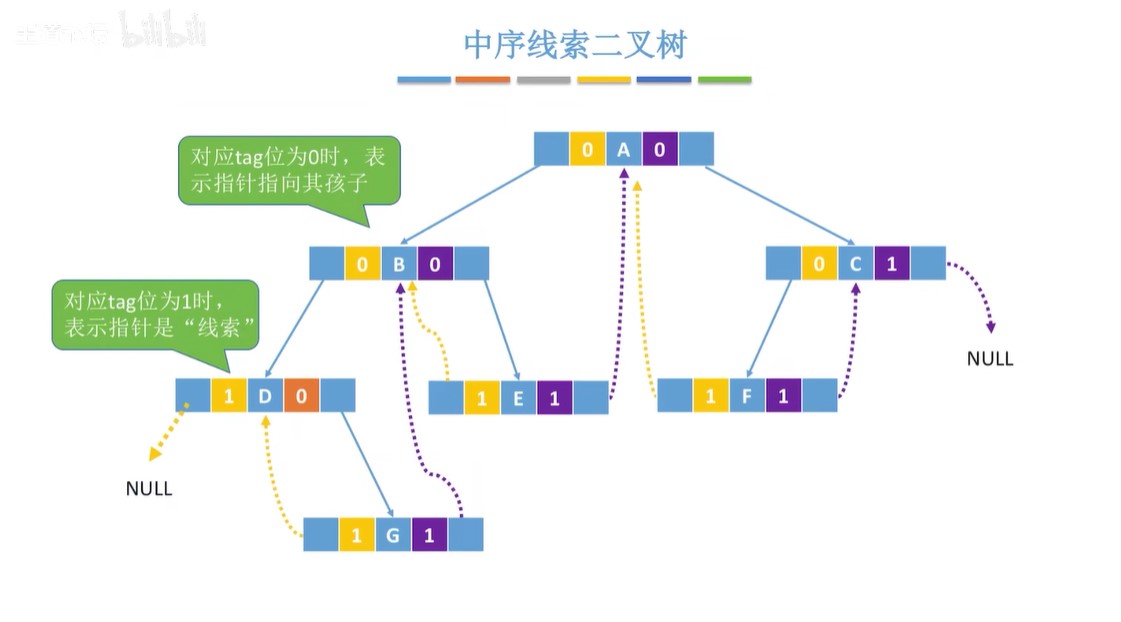 bilibili
中序线索二叉树
对应tag位为0时，表
示指针指向其孩子
0 A 0
0 B 0
0 C 1
对应tag位为1时，
表示指针是“线索”
NULL
1 D 0
1 E 1
1 F 1
NULL
1 G 1